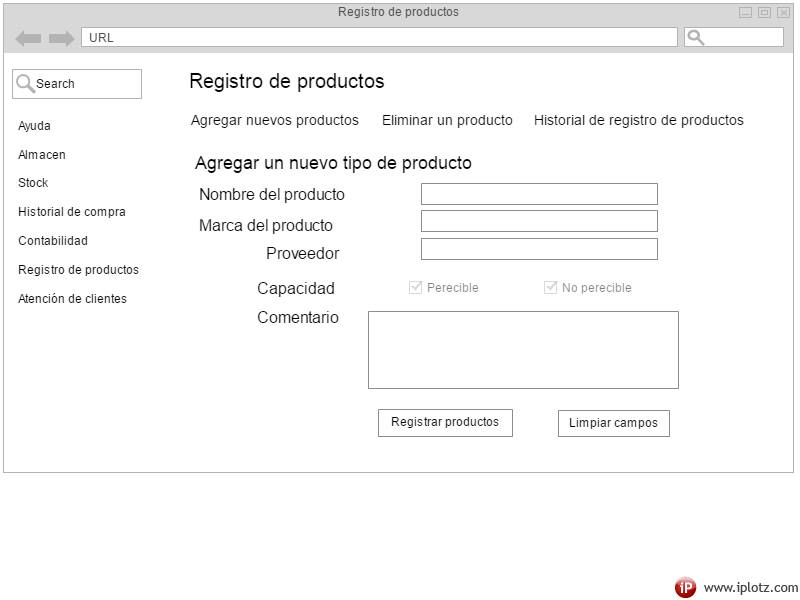 Registro de productos
URL
Search
Registro de productos
Agregar nuevos productos Eliminar un producto Historial de registro de productos
Ayuda
Almacen
Stock
Historial de compra
Contabilidad
Registro de productos
Atención de clientes
Agregar un nuevo tipo de producto
Nombre del producto
Marca del producto
Proveedor
Capacidad Perecible No perecible
Comentario
Registrar productos Limpiar campos
iP www.iplotz.com